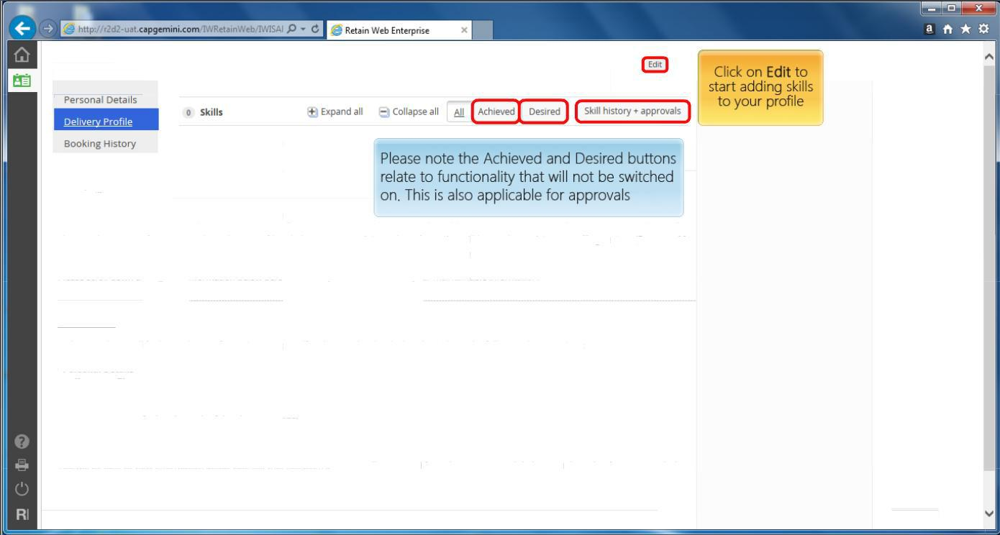 http://r2d2-uat.capgemini.com/IWRetainWeb/IWISAI
Retain Web Enterprise
Edit
Click on Edit to
start adding skills
to your profile
Personal Details
Delivery Profile
Booking History
0 Skills
Expand all
Collapse all
All
Achieved
Desired
Skill history + approvals
Please note the Achieved and Desired buttons
relate to functionality that will not be switched
on. This is also applicable for approvals
RI